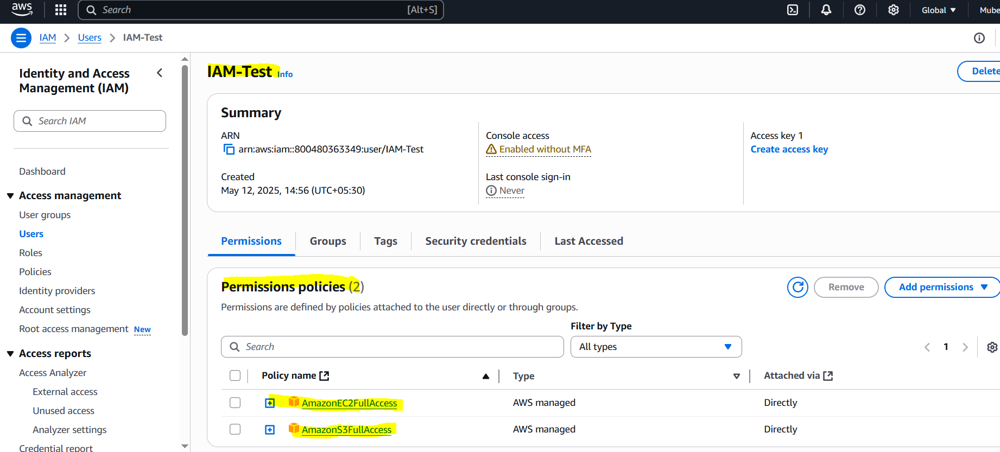 aws
Search [Alt+S]
Global
Mube
IAM > Users > IAM-Test
Identity and Access
Management (IAM)
Search IAM
Dashboard
Access management
User groups
Users
Roles
Policies
Identity providers
Account settings
Root access management New
Access reports
Access Analyzer
External access
Unused access
Analyzer settings
Credential report
IAM-Test Info
Delete
Summary
ARN
arn:aws:iam::800480363349:user/IAM-Test
Created
May 12, 2025, 14:56 (UTC+05:30)
Console access
Enabled without MFA
Last console sign-in
Never
Access key 1
Create access key
Permissions
Groups
Tags
Security credentials
Last Accessed
Permissions policies (2)
Remove
Add permissions
Permissions are defined by policies attached to the user directly or through groups.
Filter by Type
Search
All types
1
Policy name Type Attached via
AmazonEC2FullAccess AWS managed Directly
AmazonS3FullAccess AWS managed Directly